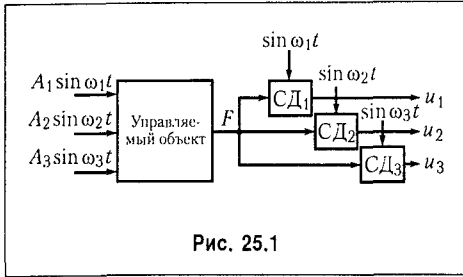 sin ω₁t
sin ω₂t
sin ω₃t
A₁ sin ω₁t
A₂ sin ω₂t
A₃ sin ω₃t
Управляе-
мый объект
F
СД₁
СД₂
СД₃
u₁
u₂
u₃
Рис. 25.1